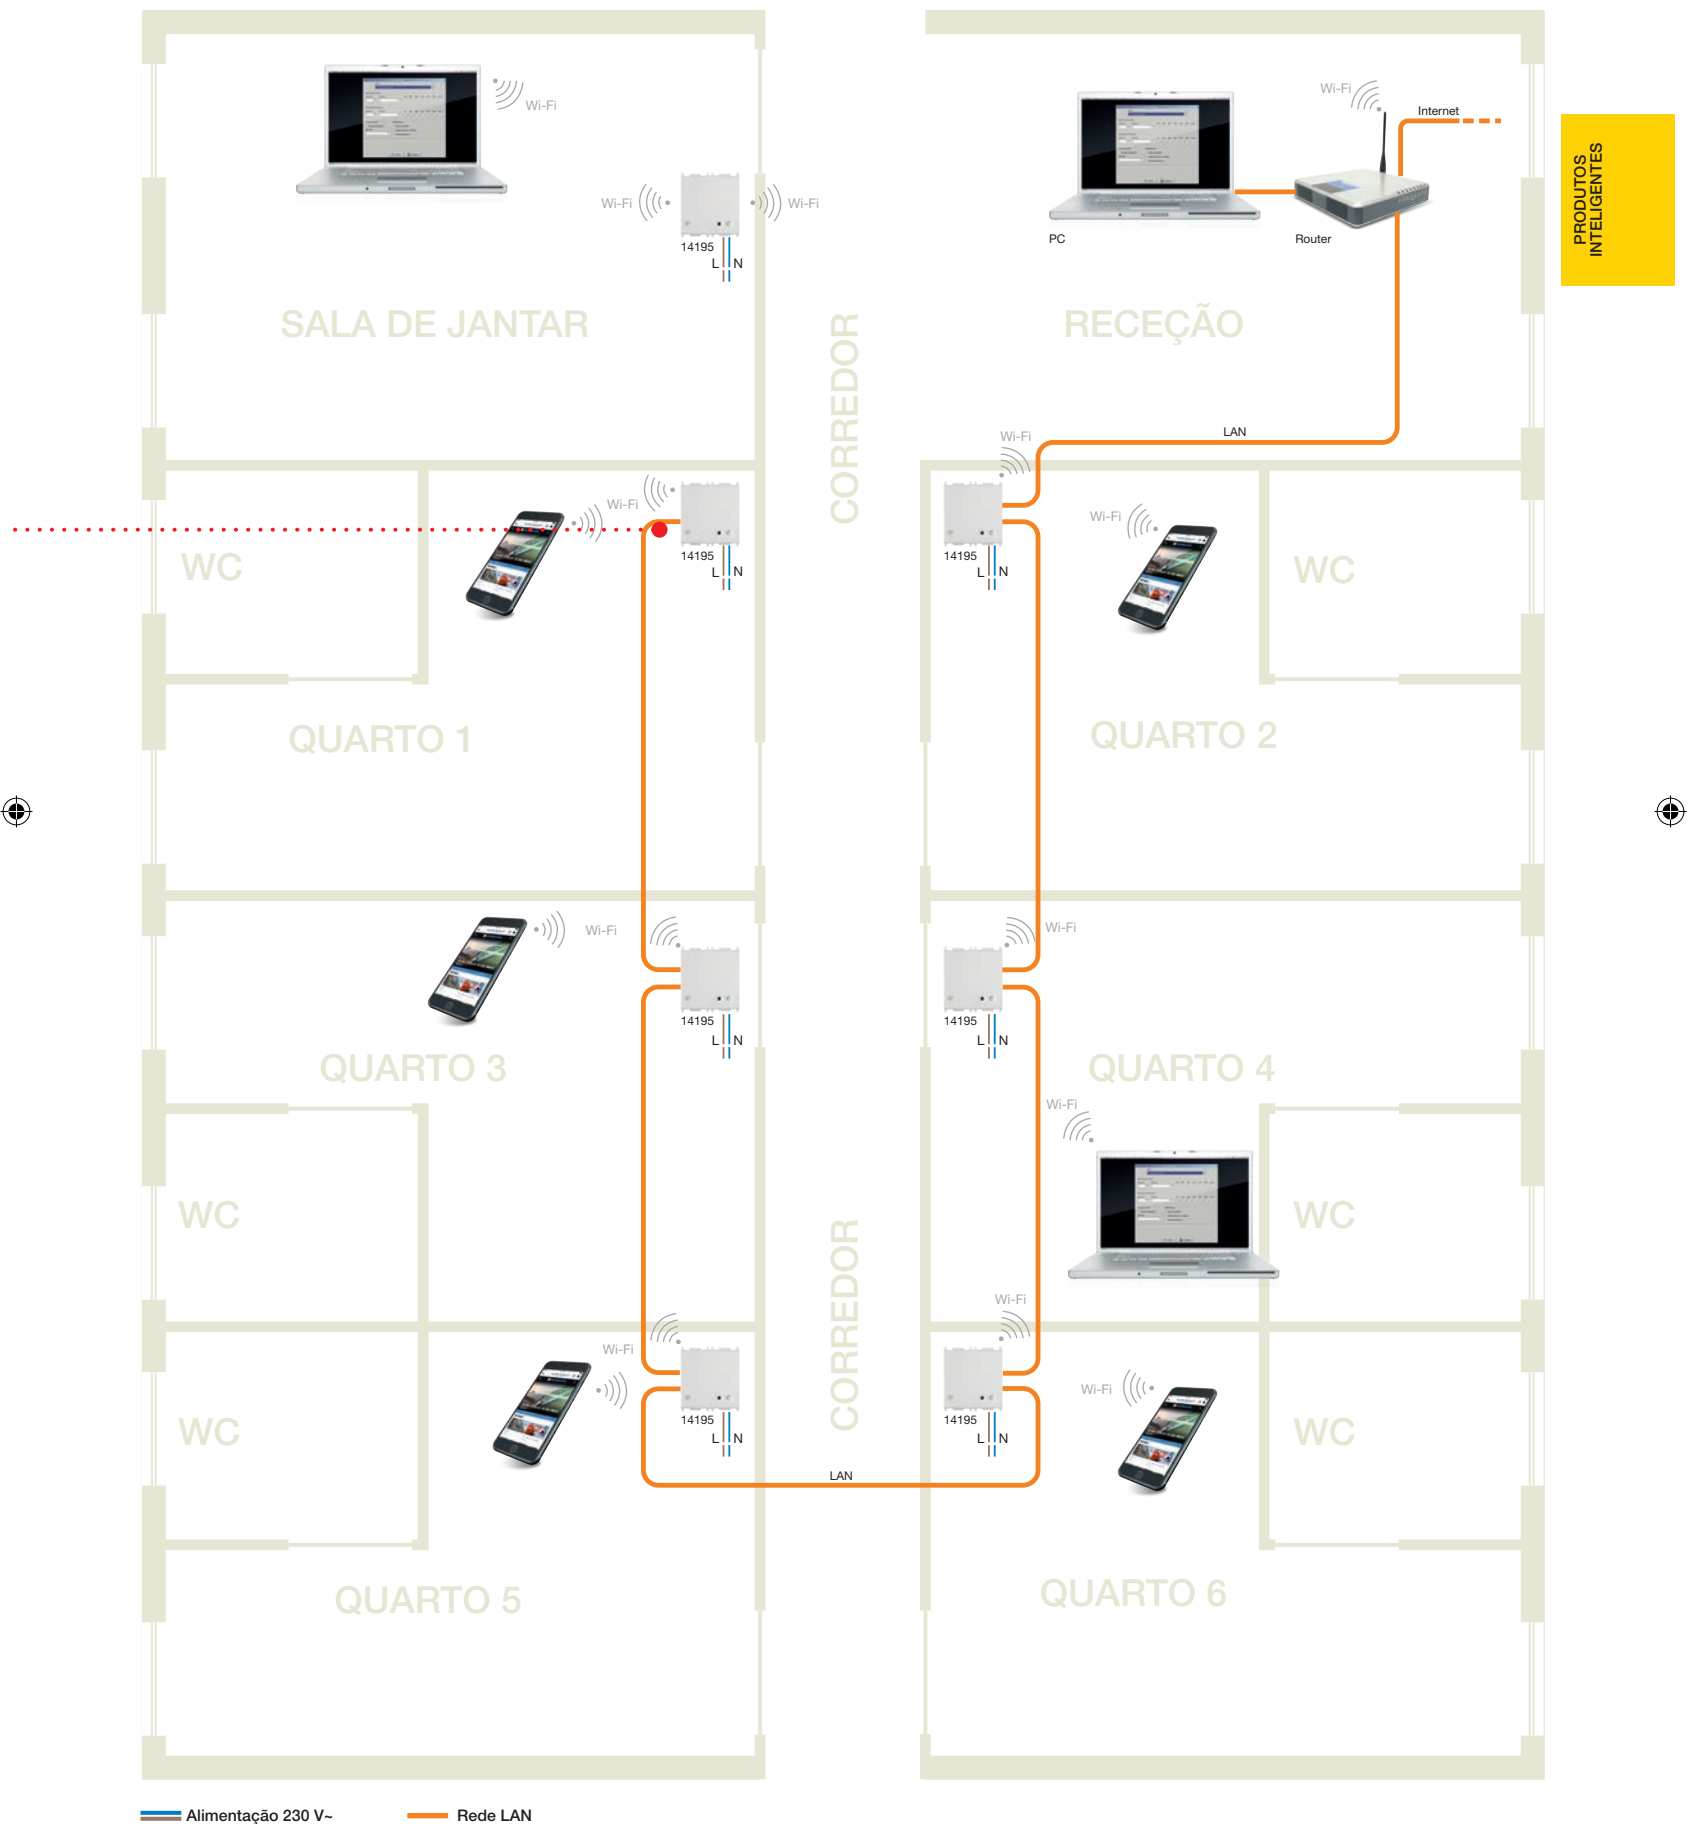 Wi-Fi
Wi-Fi
Internet
PRODUTOS
INTELIGENTES
Wi-Fi
Wi-Fi
14195
L N
PC
Router
SALA DE JANTAR
CORREDOR
RECEÇÃO
Wi-Fi
LAN
Wi-Fi
Wi-Fi
14195
L N
14195
L N
WC
WC
QUARTO 1
QUARTO 2
Wi-Fi
Wi-Fi
14195
L N
14195
L N
QUARTO 3
QUARTO 4
Wi-Fi
WC
WC
CORREDOR
Wi-Fi
Wi-Fi
Wi-Fi
14195
L N
14195
L N
WC
WC
LAN
QUARTO 5
QUARTO 6
Alimentação 230 V~
Rede LAN